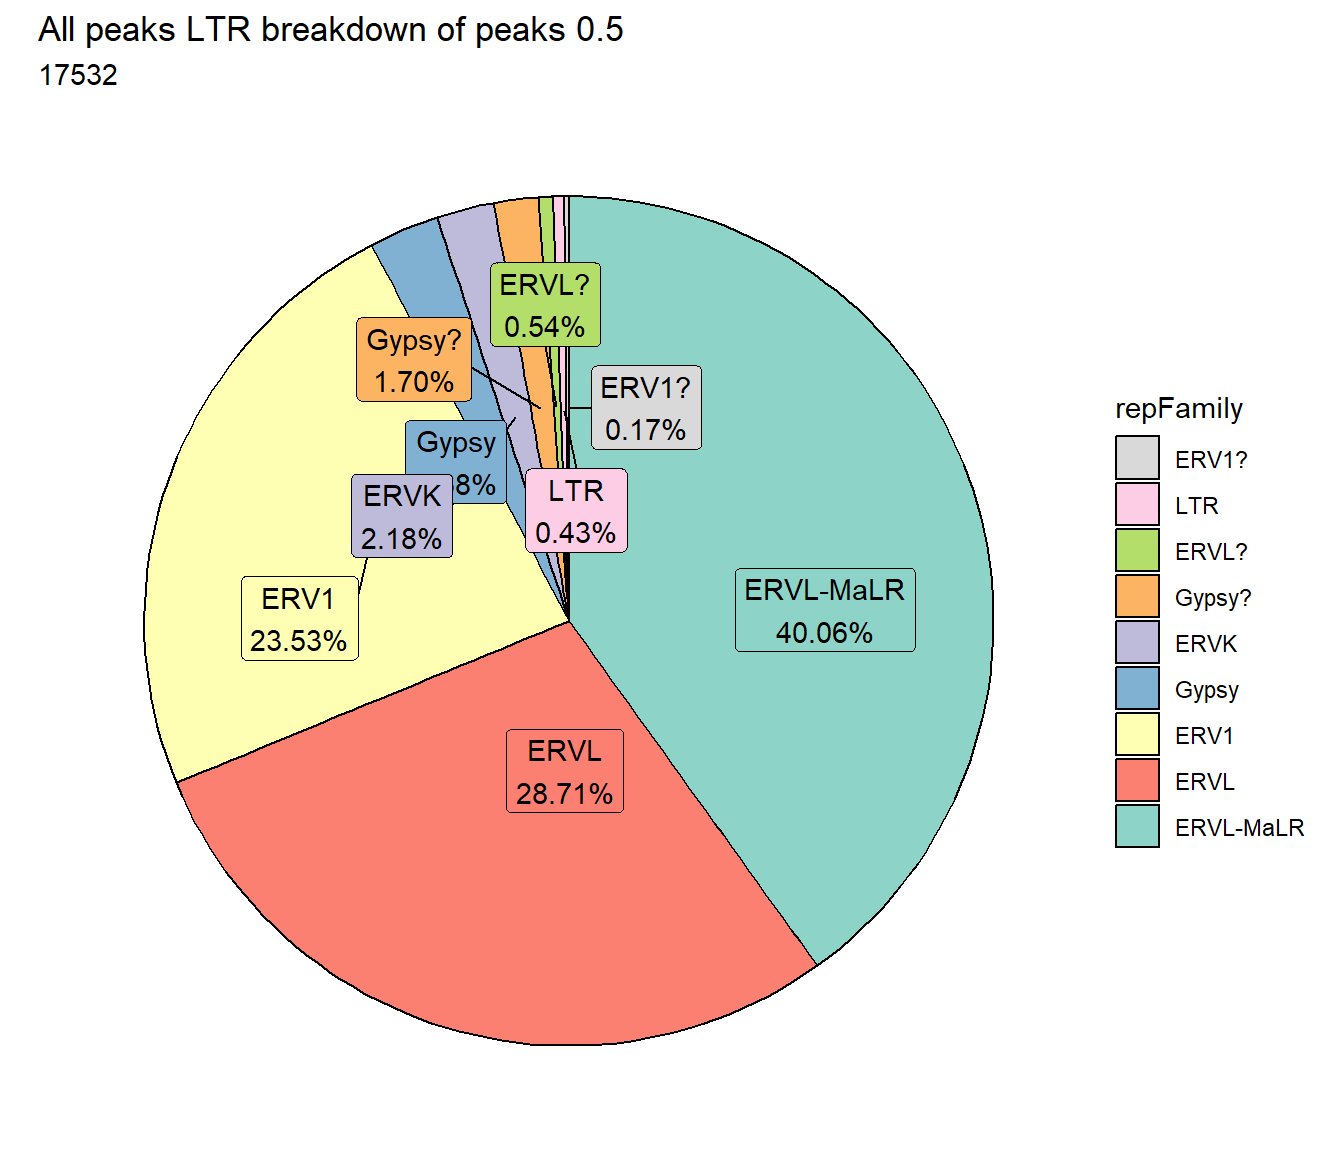 All peaks LTR breakdown of peaks 0.5
17532
ERVL?
0.54%
Gypsy?
1.70%
ERV1?
0.17%
Gypsy
8%
ERVK
2.18%
LTR
0.43%
ERVL-MaLR
40.06%
ERV1
23.53%
ERVL
28.71%
repFamily
ERV1?
LTR
ERVL?
Gypsy?
ERVK
Gypsy
ERV1
ERVL
ERVL-MaLR